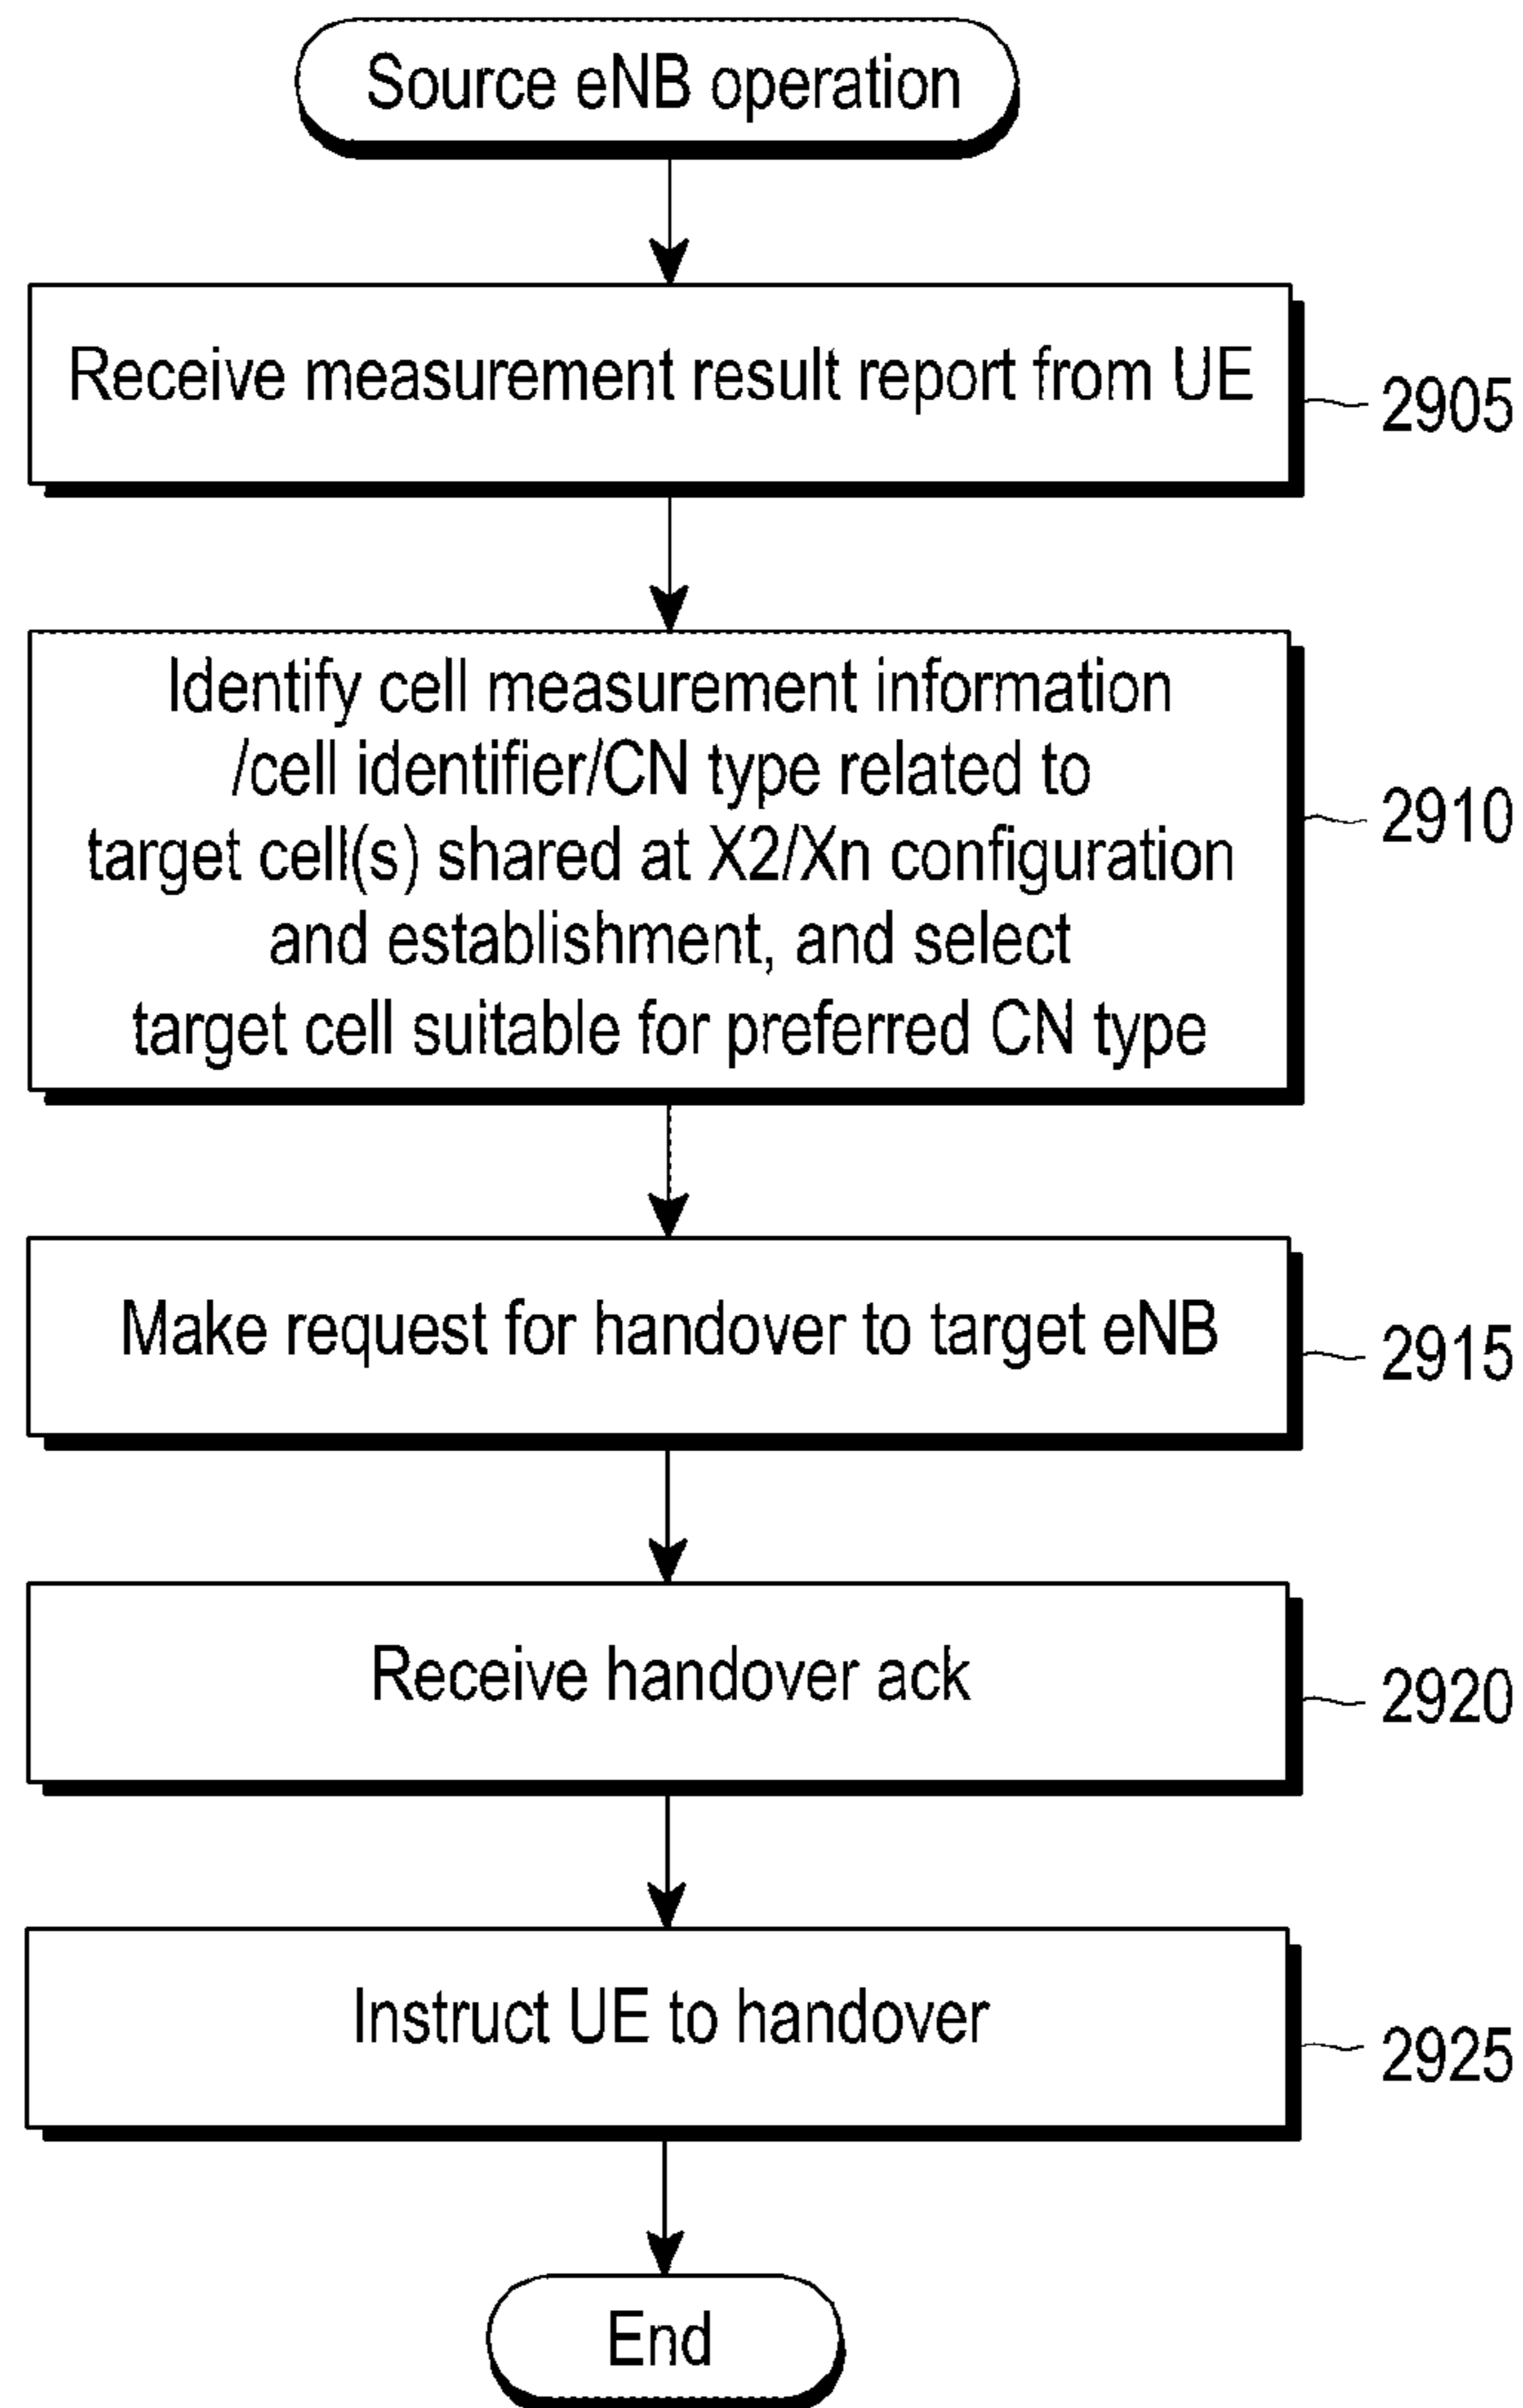 Source eNB operation
Receive measurement result report from UE
2905
Identify cell measurement information
/cell identifier/CN type related to
target cell(s) shared at X2/Xn configuration
and establishment, and select
target cell suitable for preferred CN type
2910
Make request for handover to target eNB
2915
Receive handover ack
2920
Instruct UE to handover
2925
End